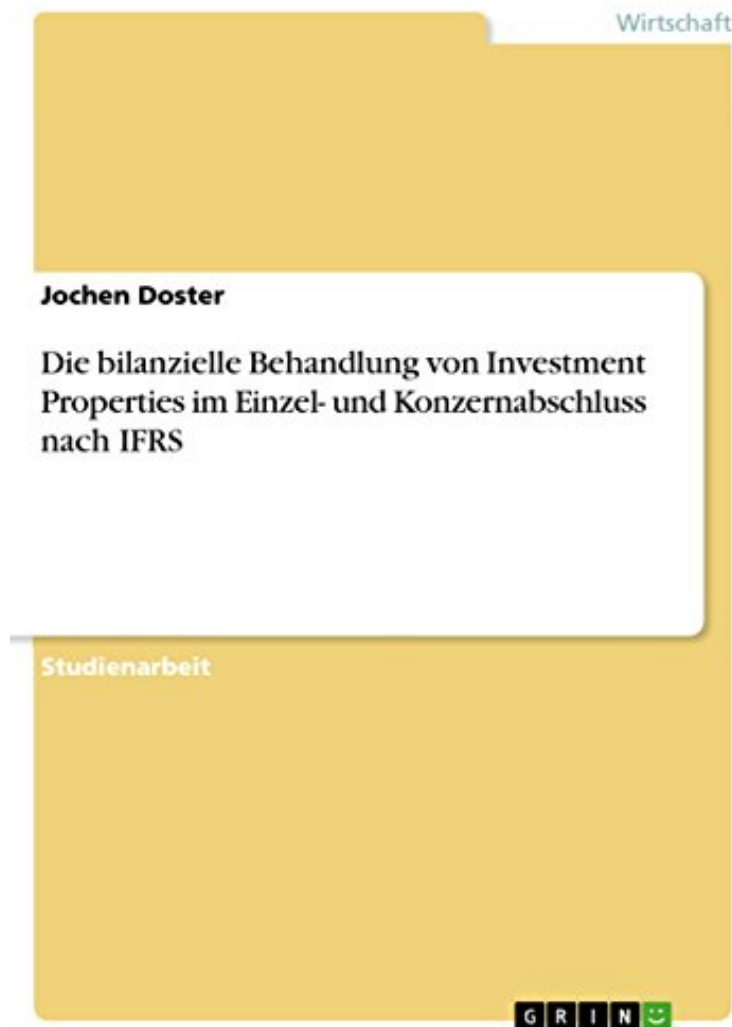 Wirtschaft
Jochen Doster
Die bilanzielle Behandlung von Investment
Properties im Einzel- und Konzernabschluss
nach IFRS
Studienarbeit
GRIN